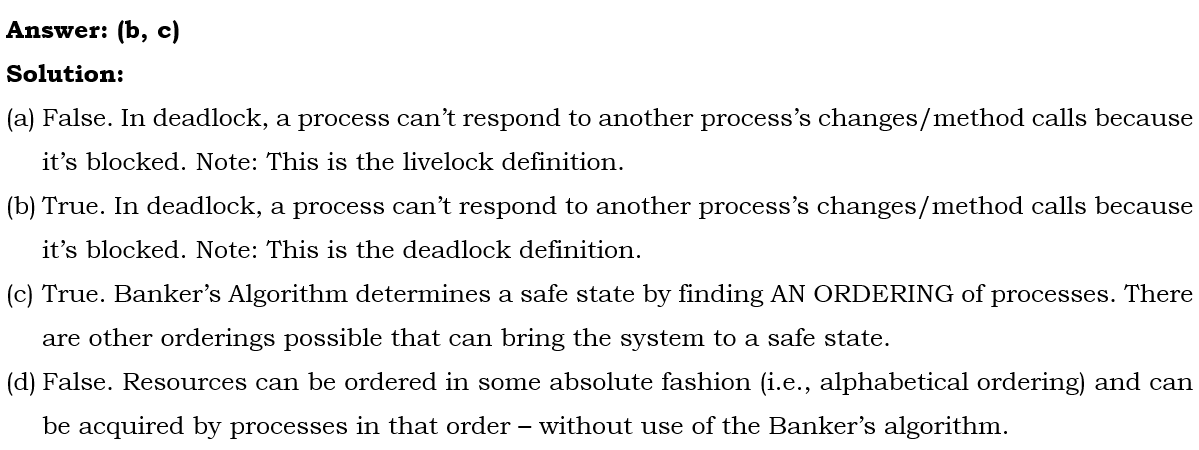 Answer: (b, c)
Solution:
(a) False. In deadlock, a process can’t respond to another process’s changes/method calls because
it’s blocked. Note: This is the livelock definition.
(b) True. In deadlock, a process can’t respond to another process’s changes/method calls because
it’s blocked. Note: This is the deadlock definition.
(c) True. Banker’s Algorithm determines a safe state by finding AN ORDERING of processes. There
are other orderings possible that can bring the system to a safe state.
(d) False. Resources can be ordered in some absolute fashion (i.e., alphabetical ordering) and can
be acquired by processes in that order – without use of the Banker’s algorithm.